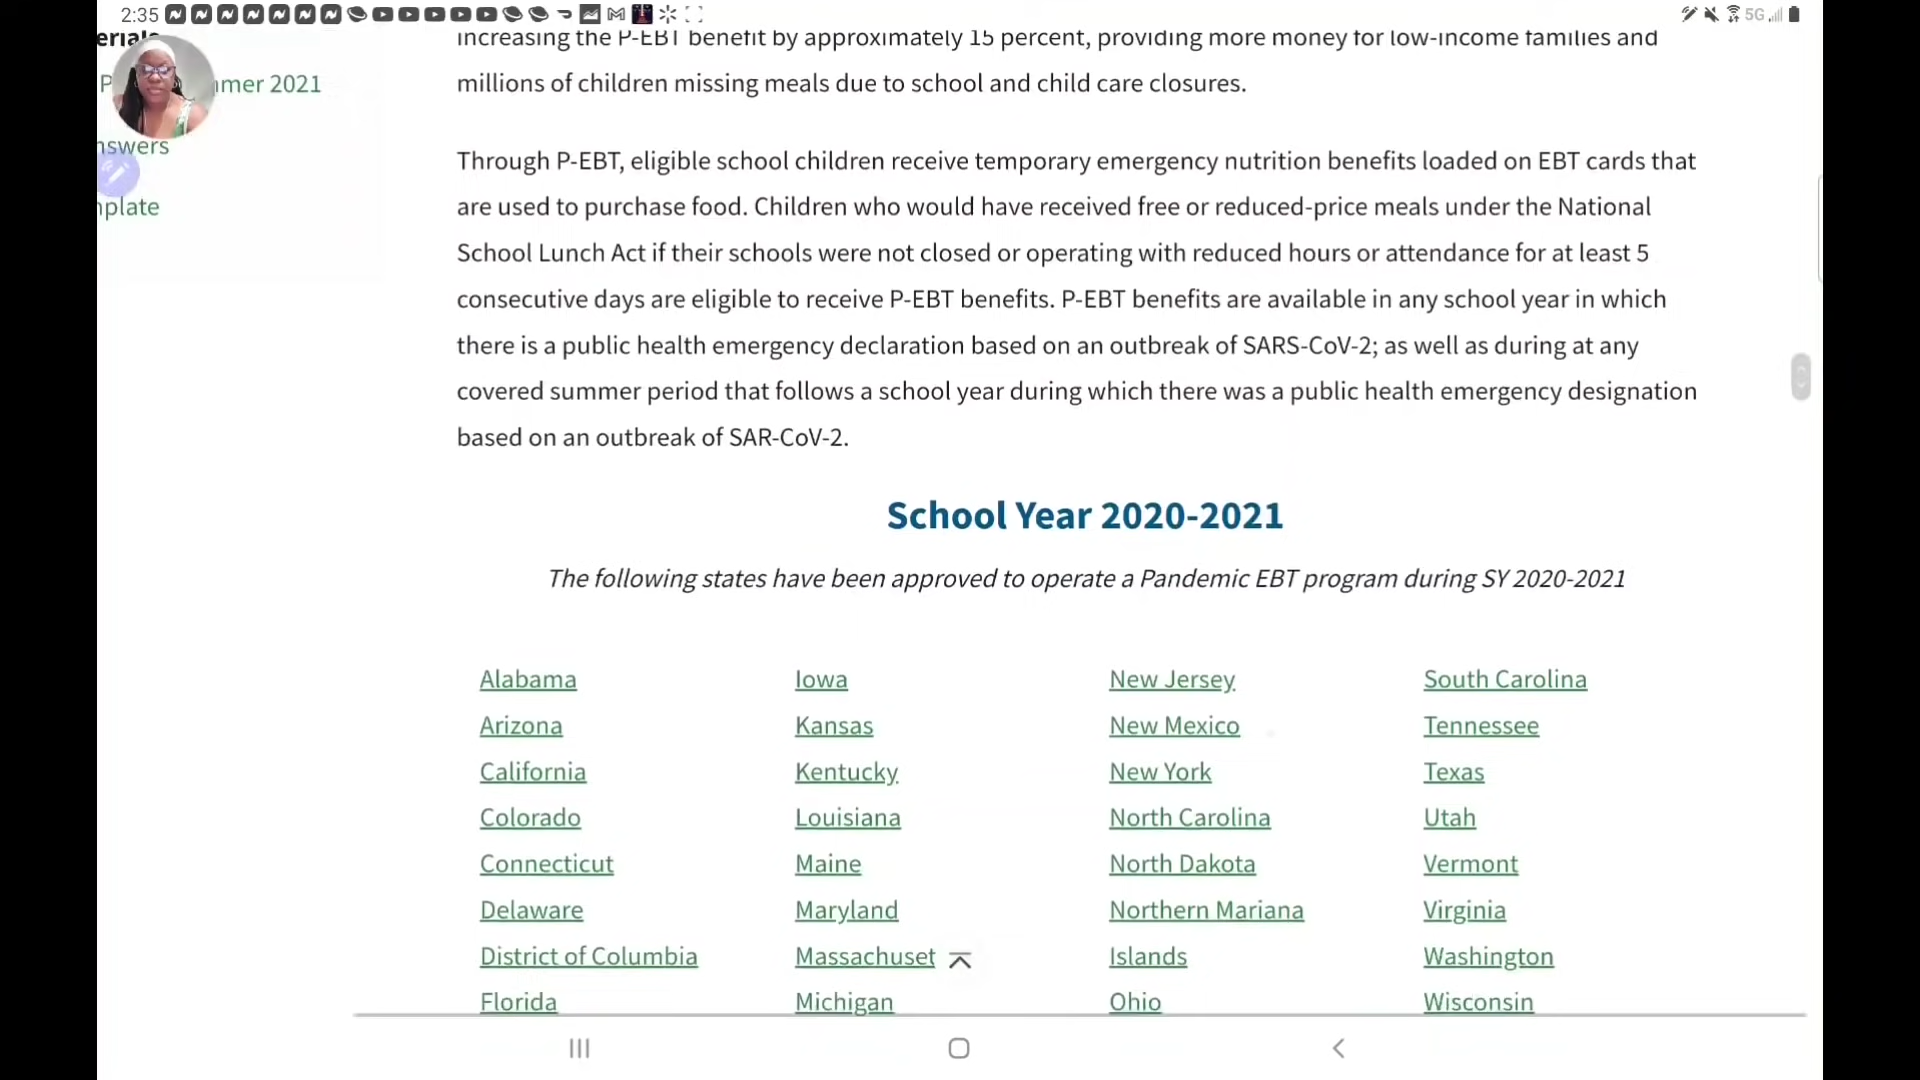 2:35
5G
increasing the P-EBT benefit by approximately 15 percent, providing more money for low-income families and
millions of children missing meals due to school and child care closures.
P
mer 2021
nswers
nplate
Through P-EBT, eligible school children receive temporary emergency nutrition benefits loaded on EBT cards that
are used to purchase food. Children who would have received free or reduced-price meals under the National
School Lunch Act if their schools were not closed or operating with reduced hours or attendance for at least 5
consecutive days are eligible to receive P-EBT benefits. P-EBT benefits are available in any school year in which
there is a public health emergency declaration based on an outbreak of SARS-CoV-2; as well as during at any
covered summer period that follows a school year during which there was a public health emergency designation
based on an outbreak of SAR-CoV-2.
School Year 2020-2021
The following states have been approved to operate a Pandemic EBT program during SY 2020-2021
Alabama
Arizona
California
Colorado
Connecticut
Delaware
District of Columbia
Florida
Iowa
Kansas
Kentucky
Louisiana
Maine
Maryland
Massachuset
Michigan
New Jersey
New Mexico
New York
North Carolina
North Dakota
Northern Mariana
Islands
Ohio
South Carolina
Tennessee
Texas
Utah
Vermont
Virginia
Washington
Wisconsin